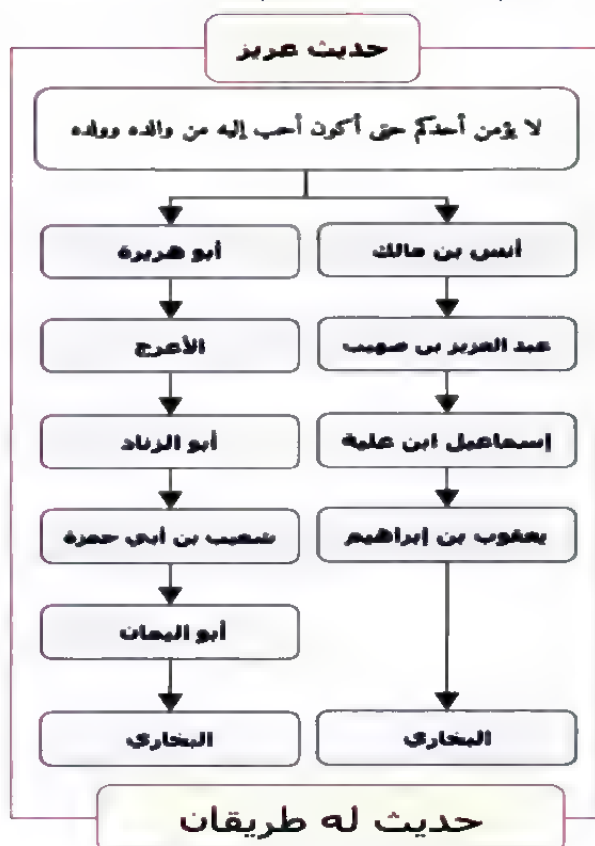 حديث عزيز
لا يؤمن أحدكم حتى أكون أحب إليه من والده وولده
أنس بن مالك
أبو هريرة
عبد العزيز بن صهيب
الأعرج
إسماعيل ابن علية
أبو الزناد
يعقوب بن إبراهيم
شعيب بن أبي حمزة
أبو اليمان
البخاري
البخاري
حديث له طريقان